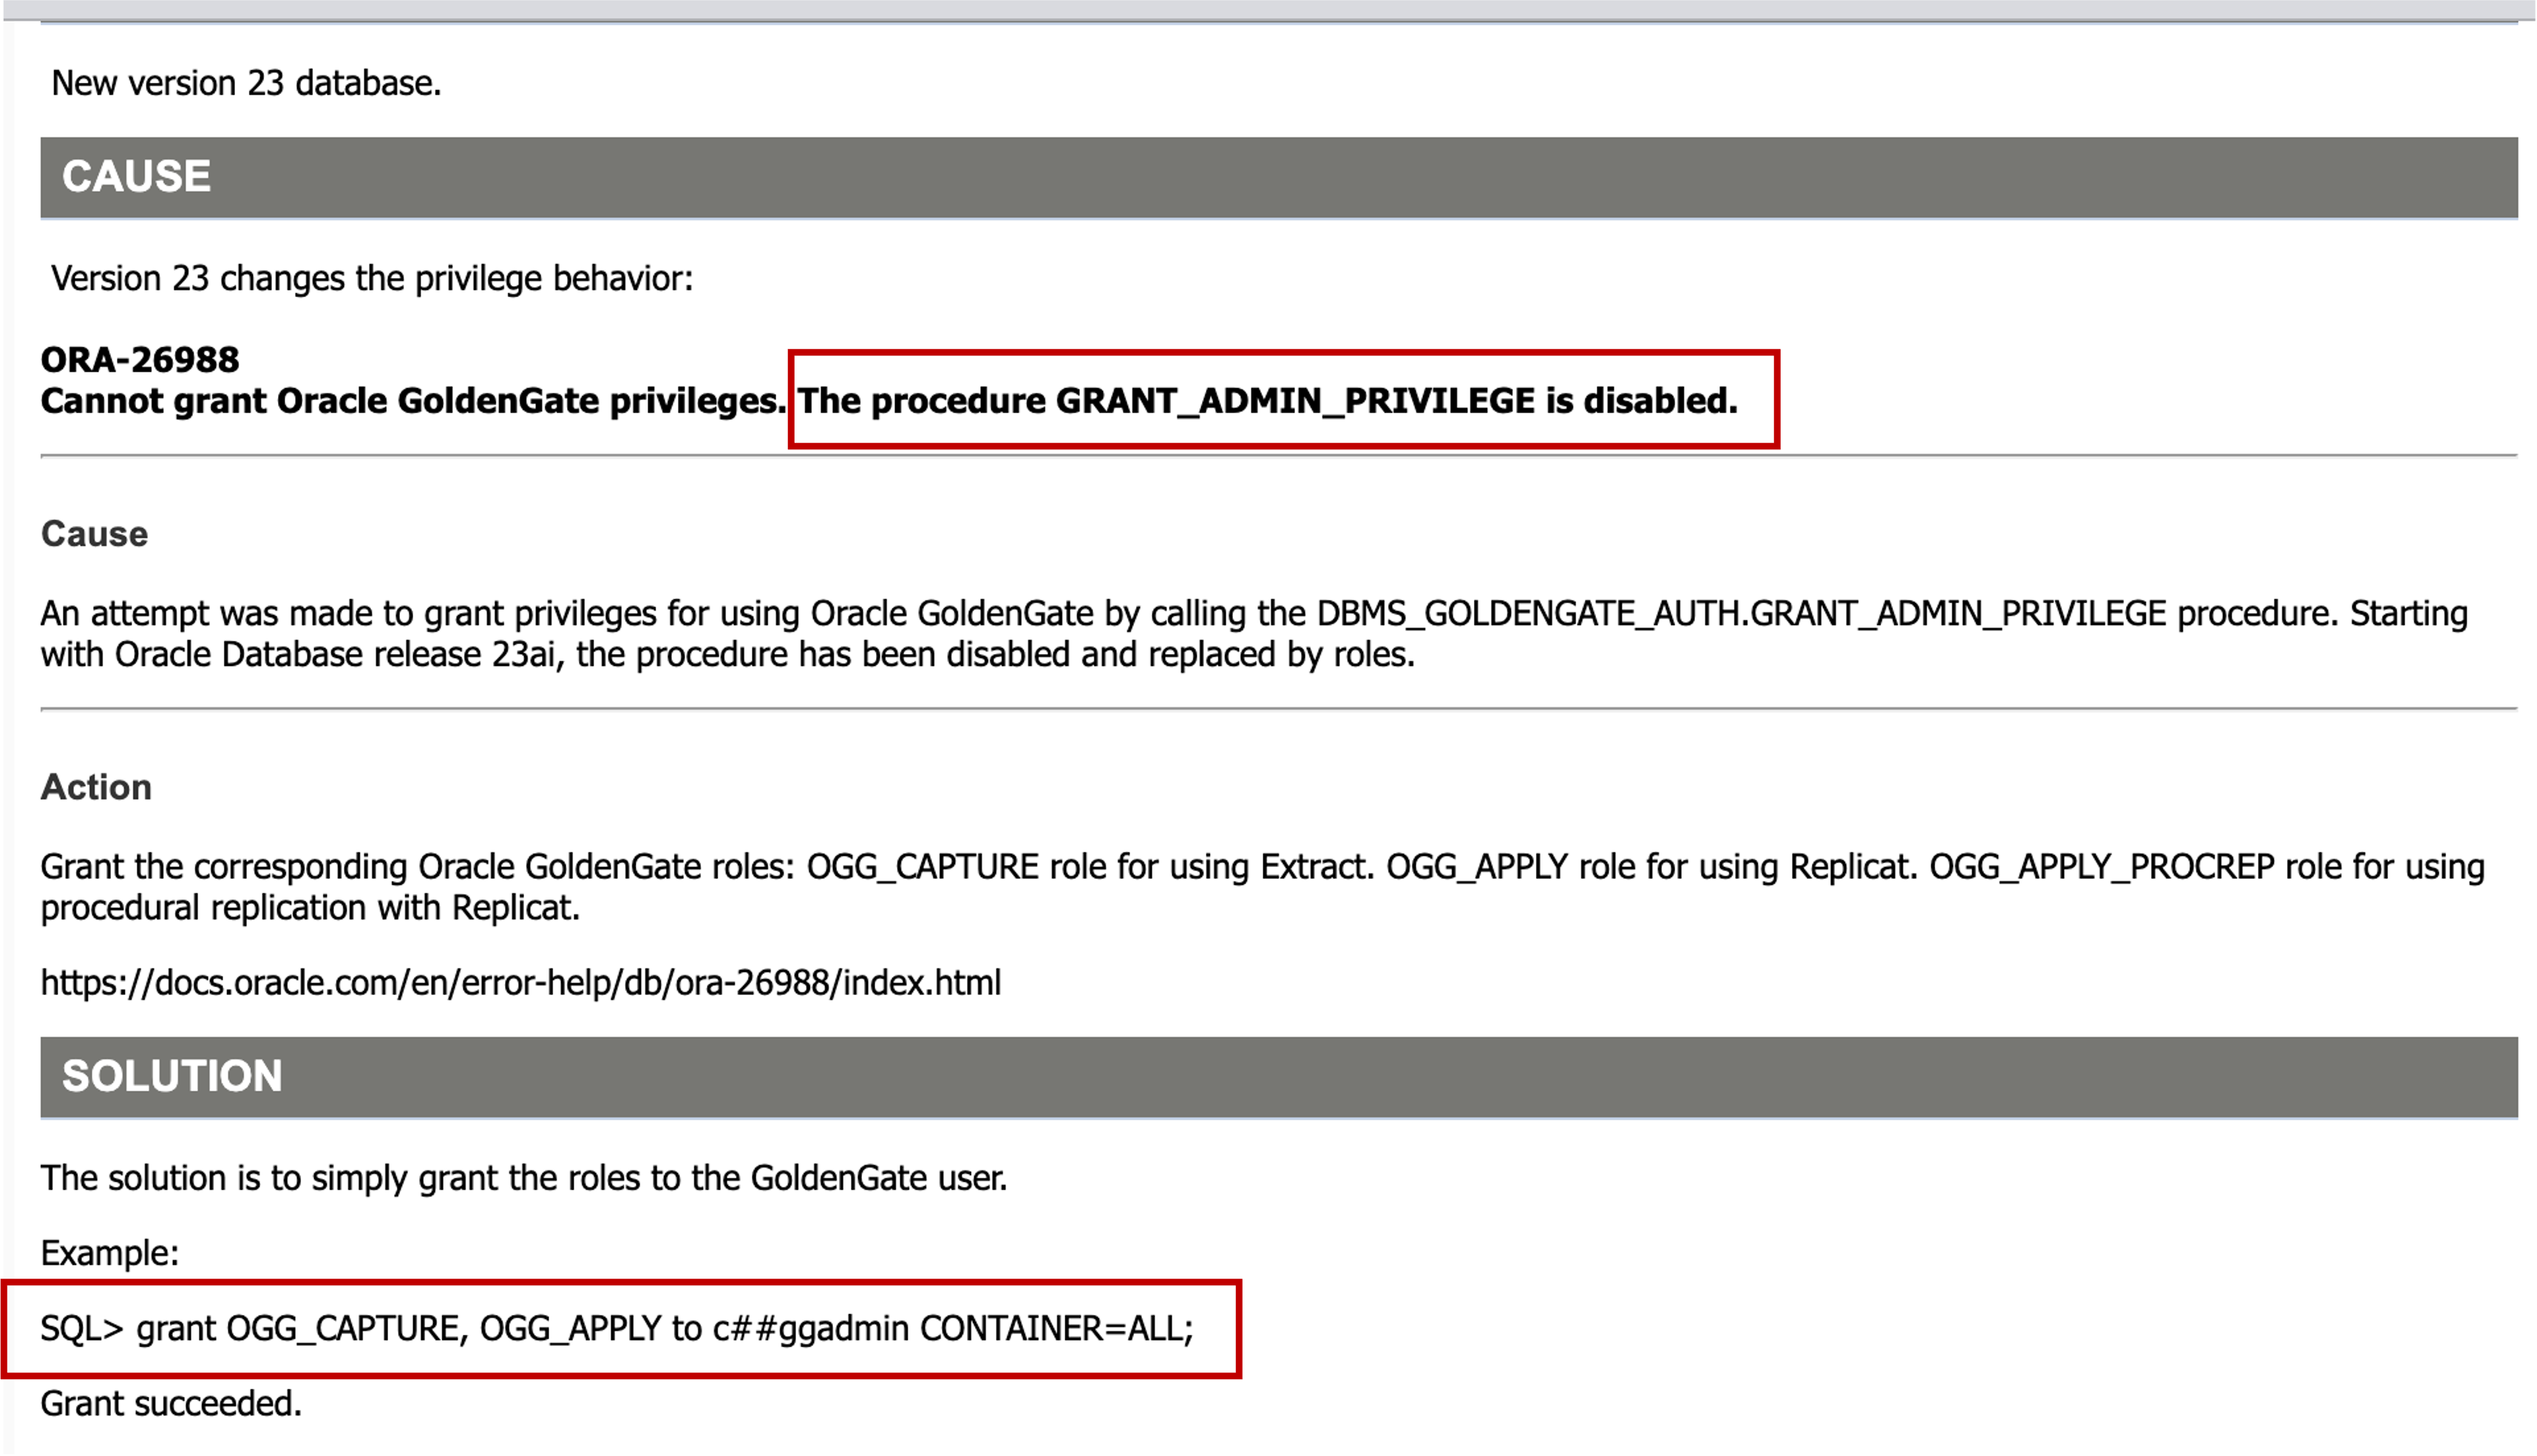 New version 23 database.
CAUSE
Version 23 changes the privilege behavior:
ORA-26988
Cannot grant Oracle GoldenGate privileges. The procedure GRANT_ADMIN_PRIVILEGE is disabled.
Cause
An attempt was made to grant privileges for using Oracle GoldenGate by calling the DBMS_GOLDENGATE_AUTH.GRANT_ADMIN_PRIVILEGE procedure. Starting
with Oracle Database release 23ai, the procedure has been disabled and replaced by roles.
Action
Grant the corresponding Oracle GoldenGate roles: OGG_CAPTURE role for using Extract. OGG_APPLY role for using Replicat. OGG_APPLY_PROCREP role for using
procedural replication with Replicat.
https://docs.oracle.com/en/error-help/db/ora-26988/index.html
SOLUTION
The solution is to simply grant the roles to the GoldenGate user.
Example:
SQL> grant OGG_CAPTURE, OGG_APPLY to c##ggadmin CONTAINER=ALL;
Grant succeeded.